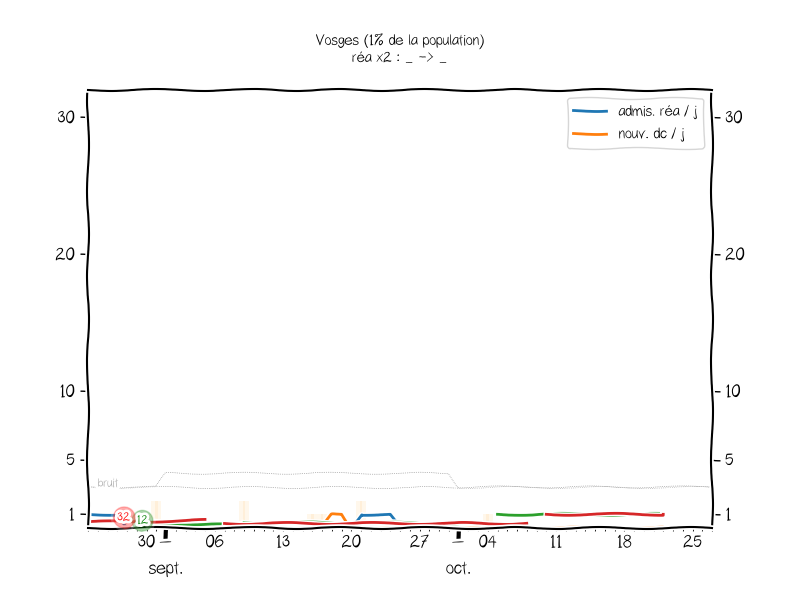 Vosges (1% de la population)
réa x2 : _ -> _
admis. réa / j
nouv. dc / j
30 30
20 20
10 10
5 5
bruit
1 32 12 1
30 06 13 20 27 04 11 18 25
sept. oct.